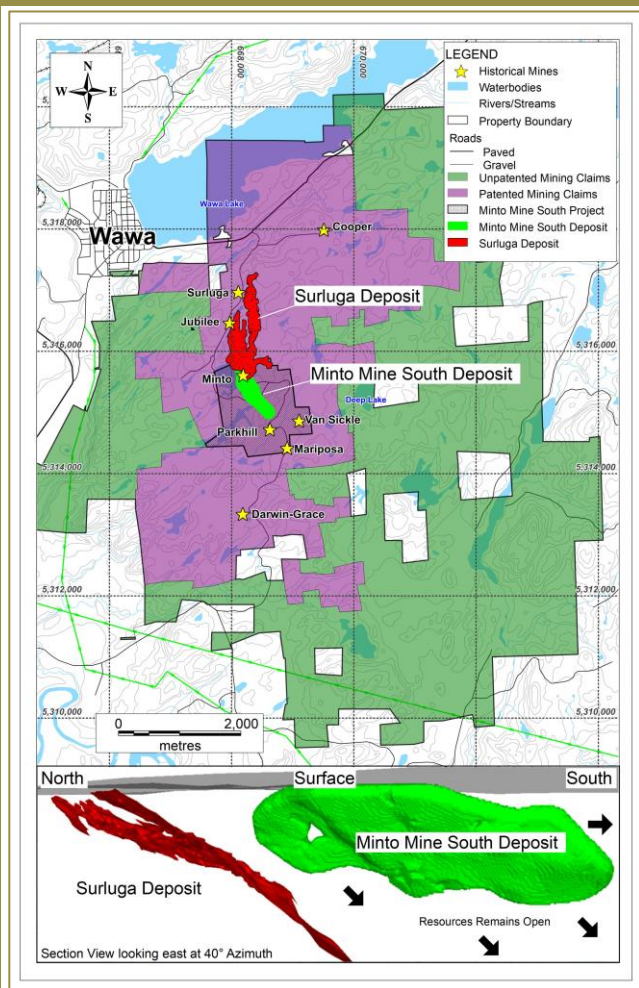 668,000
670,000
N
W E
S
LEGEND
Historical Mines
Waterbodies
Rivers/Streams
Property Boundary
Roads
Paved
Gravel
Unpatented Mining Claims
Patented Mining Claims
Minto Mine South Project
Minto Mine South Deposit
Surluga Deposit
5,318,000
5,318,000
Wawa Lake
Wawa
Cooper
Surluga
Surluga Deposit
Jubilee
5,316,000
5,316,000
Minto
Minto Mine South Deposit
Deep Lake
Van Sickle
Parkhill
Mariposa
5,314,000
5,314,000
Darwin-Grace
5,312,000
5,312,000
5,310,000
5,310,000
0 2,000
metres
North Surface South
Minto Mine South Deposit
Surluga Deposit
Resources Remains Open
Section View looking east at 40° Azimuth